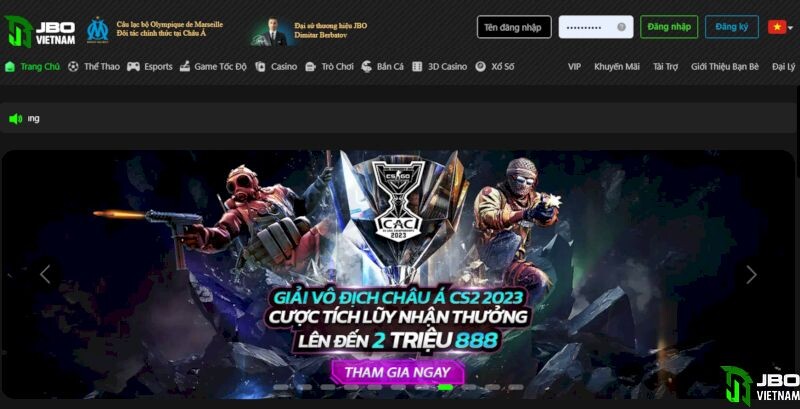 JBO
VIETNAM
Câu lạc bộ Olympique de Marseille
Đối tác chính thức tại Châu Á
Đại sứ thương hiệu JBO
Dimitar Berbatov
Tên đăng nhập
Đăng nhập
Đăng ký
Trang Chủ
Thể Thao
Esports
Game Tốc Độ
Casino
Trò Chơi
Bắn Cá
3D Casino
Xổ Số
VIP
Khuyến Mãi
Tài Trợ
Giới Thiệu Bạn Bè
Đại Lý
ing
CS:GO
CAC
2023
GIẢI VÔ ĐỊCH CHÂU Á CS2 2023
CƯỢC TÍCH LŨY NHẬN THƯỞNG
LÊN ĐẾN 2 TRIỆU 888
THAM GIA NGAY
JBO
VIETNAM